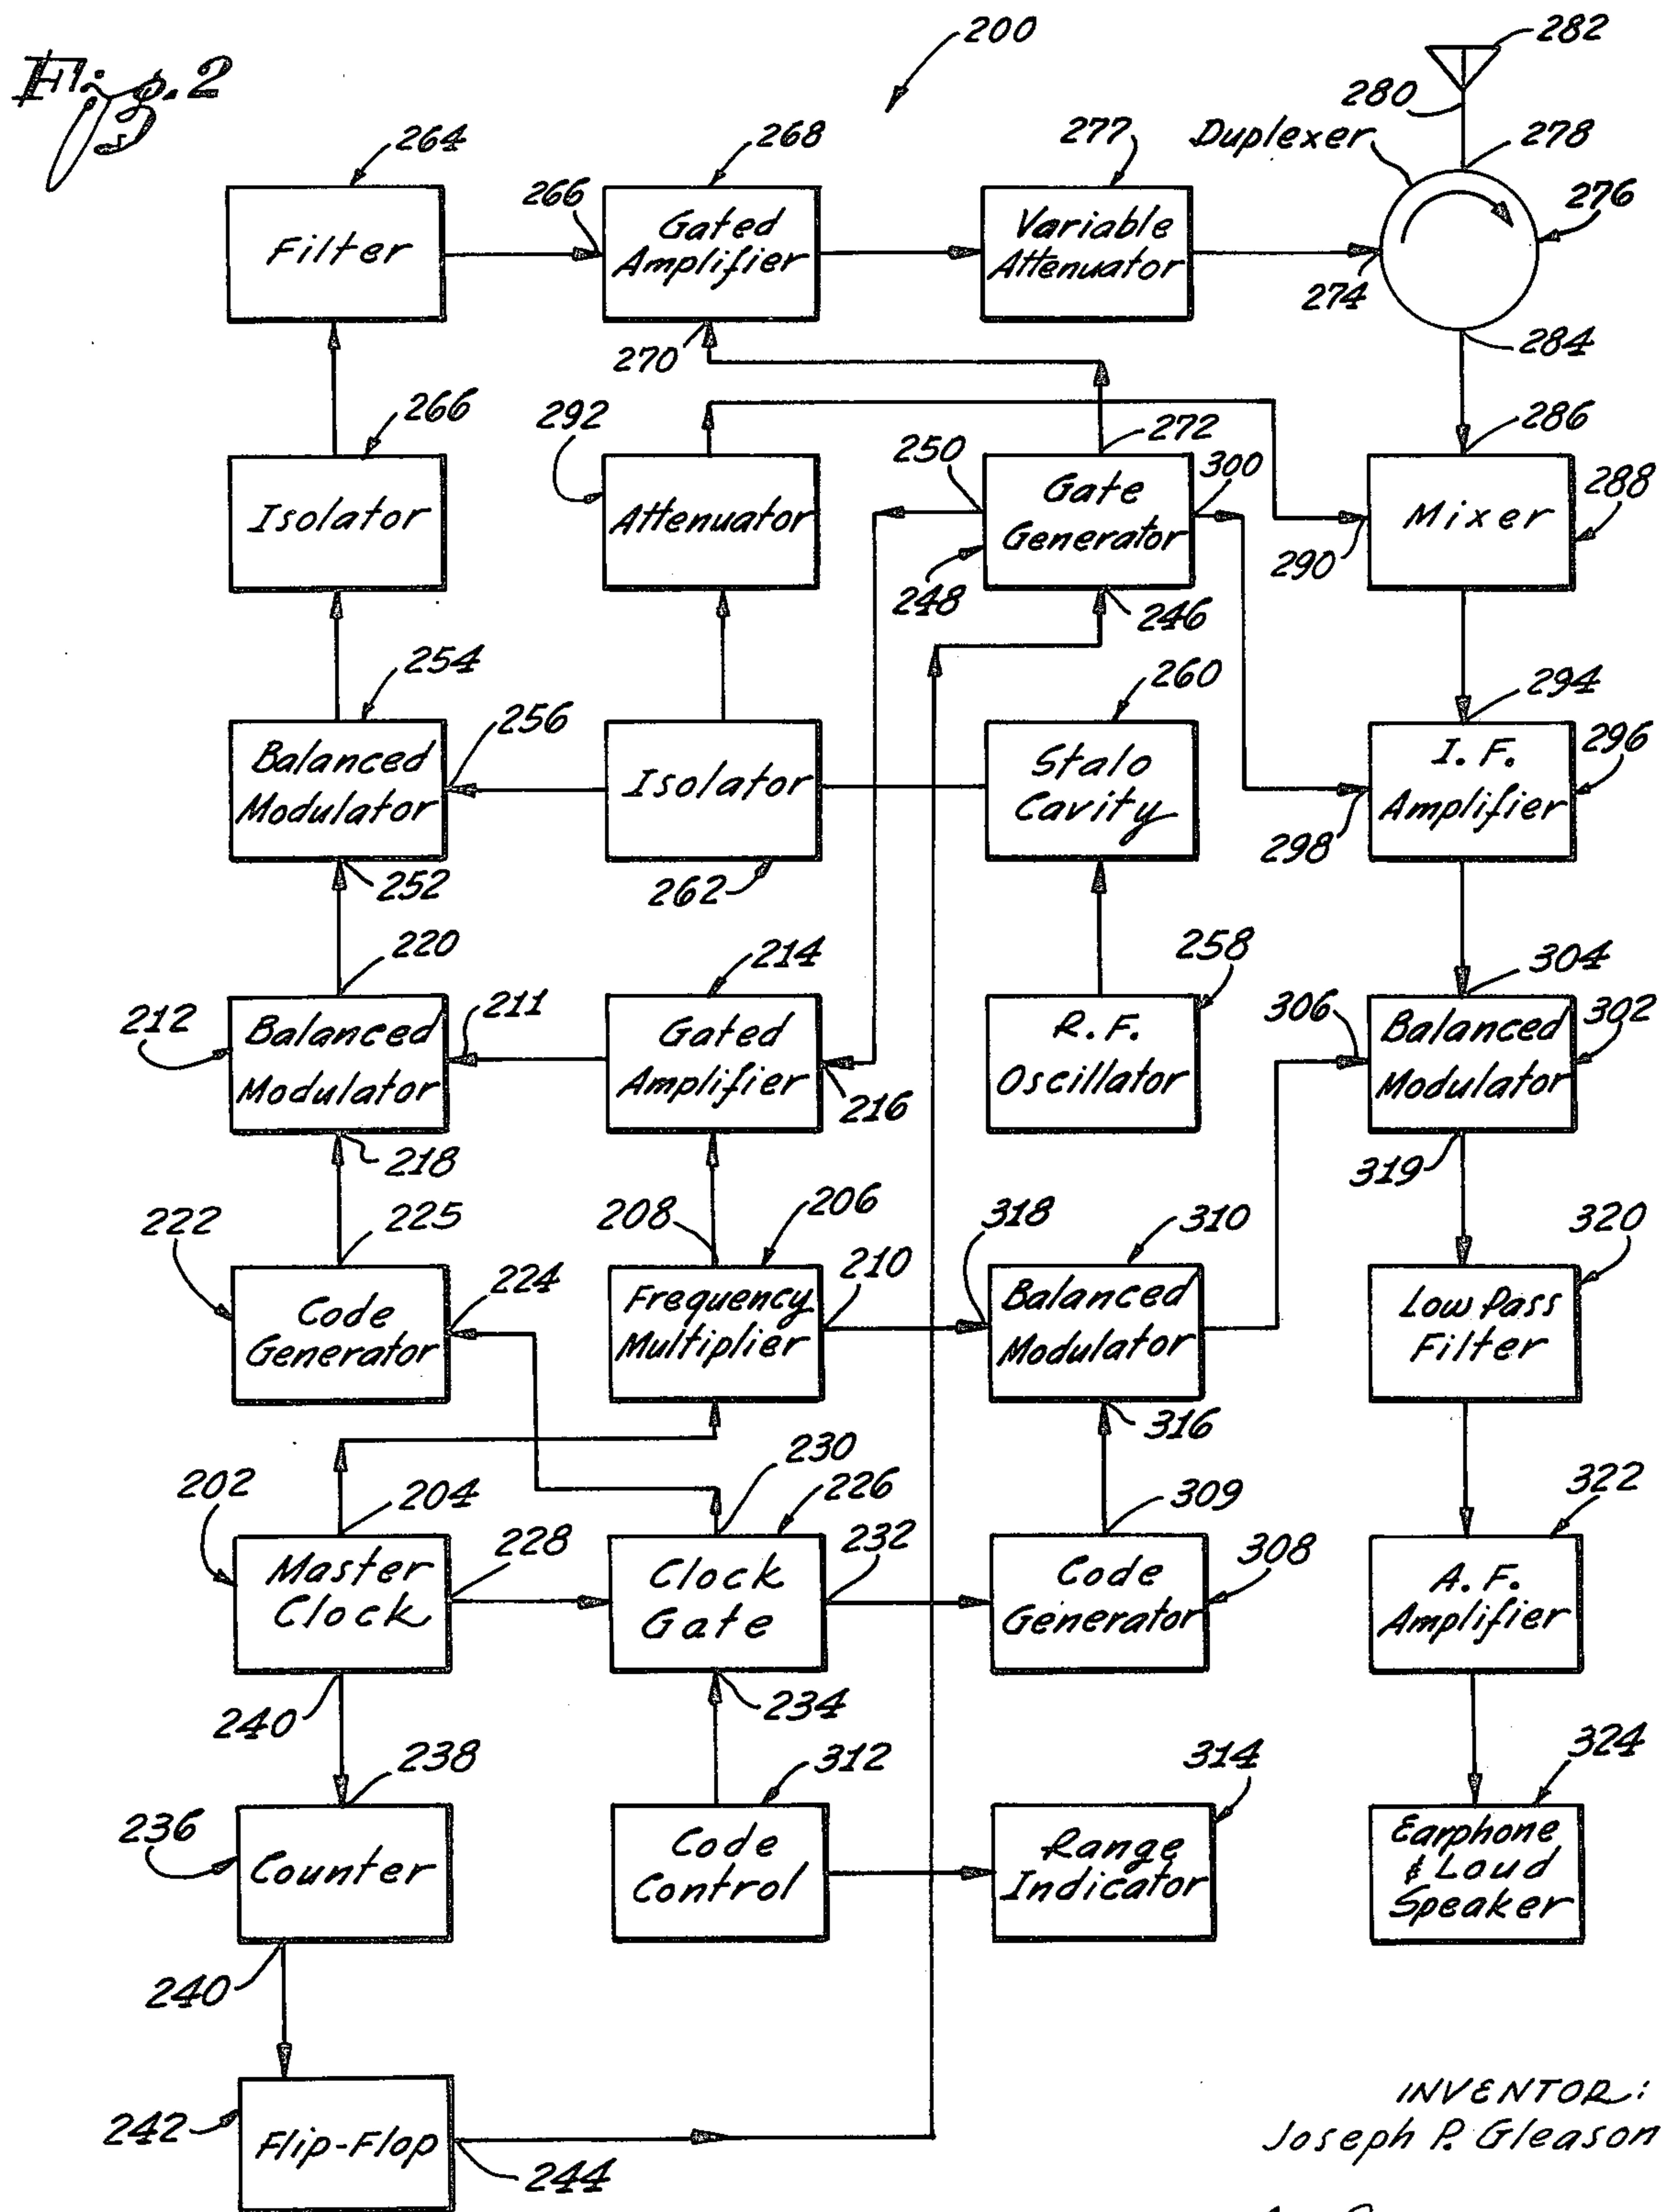 Fig. 2
200
282
280
Duplexer
278
276
274
284
264
Filter
266
268
Gated
Amplifier
270
277
Variable
Attenuator
266
Isolator
292
Attenuator
250
272
300
Gate
Generator
248
246
286
Mixer
288
290
254
Balanced
Modulator
256
252
Isolator
262
260
Stalo
Cavity
294
I.F.
Amplifier
296
298
220
212
Balanced
Modulator
211
218
214
Gated
Amplifier
216
258
R.F.
Oscillator
304
306
Balanced
Modulator
302
319
222
225
Code
Generator
224
208
206
Frequency
Multiplier
210
318
310
Balanced
Modulator
316
320
Low Pass
Filter
202
204
Master
Clock
228
240
230
226
Clock
Gate
232
234
309
Code
Generator
308
322
A.F.
Amplifier
238
236
Counter
240
312
Code
Control
314
Range
Indicator
324
Earphone
& Loud
Speaker
242
Flip-Flop
244
INVENTOR:
Joseph P. Gleason